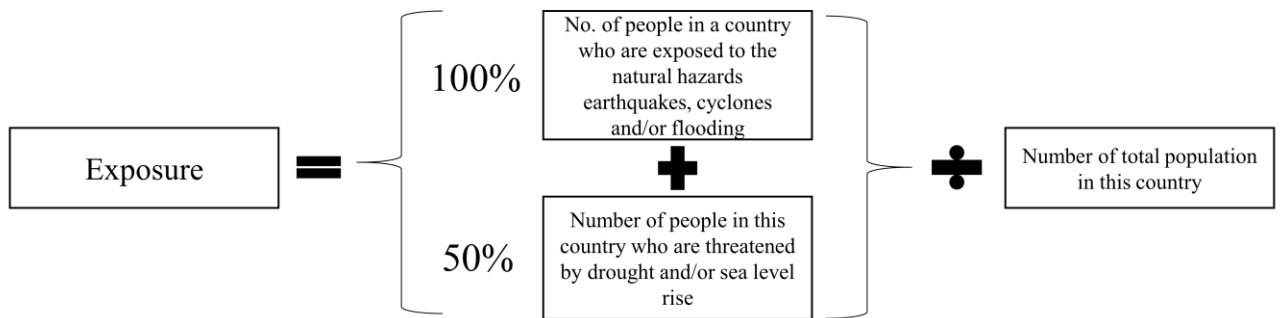 No. of people in a country
who are exposed to the
natural hazards
earthquakes, cyclones
and/or flooding
100%
Exposure
Number of total population
in this country
50%
Number of people in this
country who are threatened
by drought and/or sea level
rise